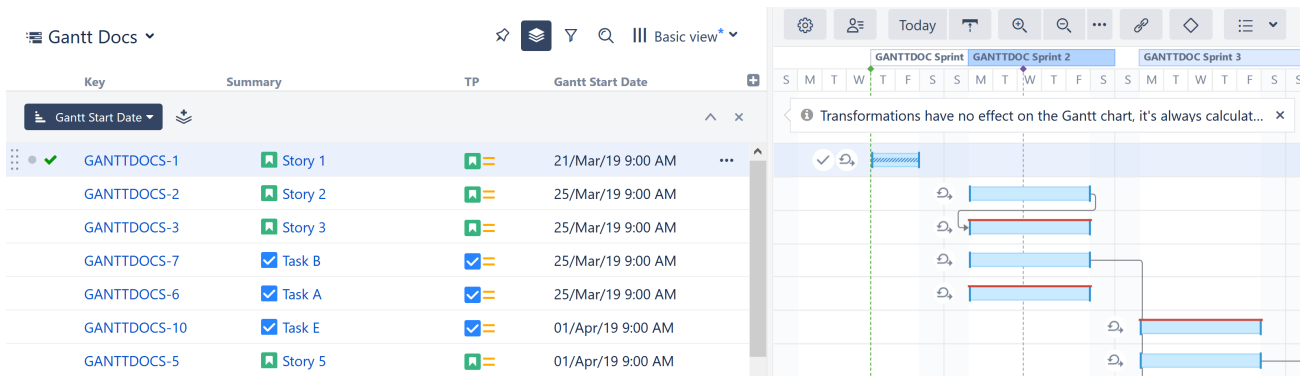 Gantt Docs
Basic view*
Today
Key Summary TP Gantt Start Date
GANTTDOC Sprint GANTTDOC Sprint 2 GANTTDOC Sprint 3
S M T W T F S S M T W T F S S M T W T F S S
Gantt Start Date
Transformations have no effect on the Gantt chart, it's always calculat...
GANTTDOCS-1 Story 1 21/Mar/19 9:00 AM
GANTTDOCS-2 Story 2 25/Mar/19 9:00 AM
GANTTDOCS-3 Story 3 25/Mar/19 9:00 AM
GANTTDOCS-7 Task B 25/Mar/19 9:00 AM
GANTTDOCS-6 Task A 25/Mar/19 9:00 AM
GANTTDOCS-10 Task E 01/Apr/19 9:00 AM
GANTTDOCS-5 Story 5 01/Apr/19 9:00 AM